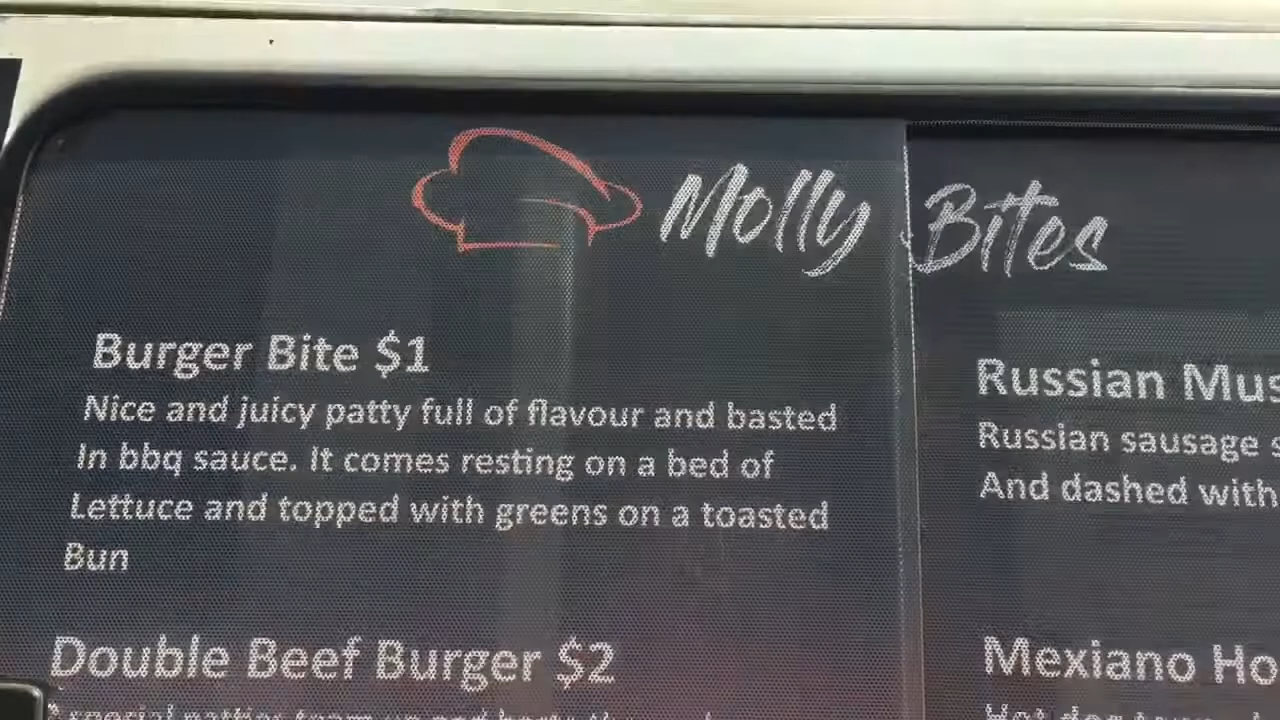 Molly Bites
Burger Bite $1
Nice and juicy patty full of flavour and basted
In bbq sauce. It comes resting on a bed of
Lettuce and topped with greens on a toasted
Bun
Double Beef Burger $2
Russian Mus
Russian sausage s
And dashed with
Mexiano Ho